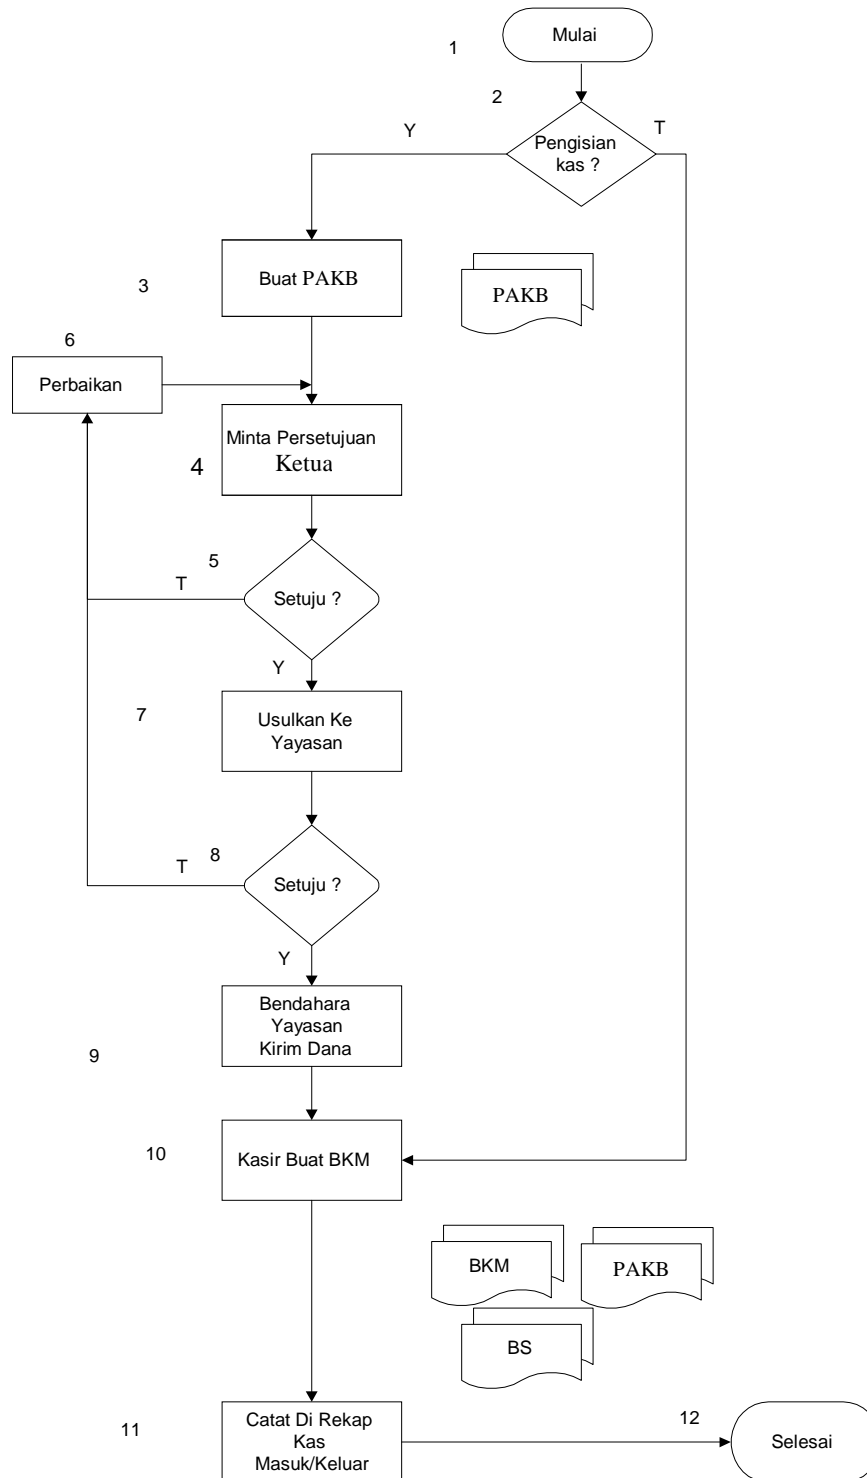 1
Mulai
2
Y
T
Pengisian
kas ?
3
Buat PAKB
PAKB
6
Perbaikan
4
Minta Persetujuan
Ketua
5
T
Setuju ?
Y
7
Usulkan Ke
Yayasan
8
T
Setuju ?
Y
9
Bendahara
Yayasan
Kirim Dana
10
Kasir Buat BKM
BKM
PAKB
BS
11
Catat Di Rekap
Kas
Masuk/Keluar
12
Selesai